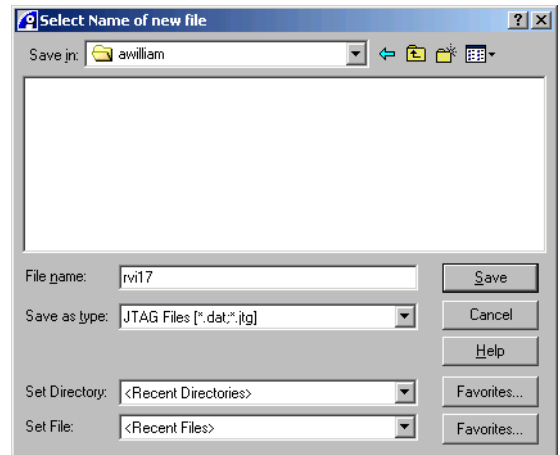 Select Name of new file
Save in: awilliam
File name: rvi17 Save
Save as type: JTAG Files [*.dat;*.jtg] Cancel
Help
Set Directory: <Recent Directories> Favorites...
Set File: <Recent Files> Favorites...